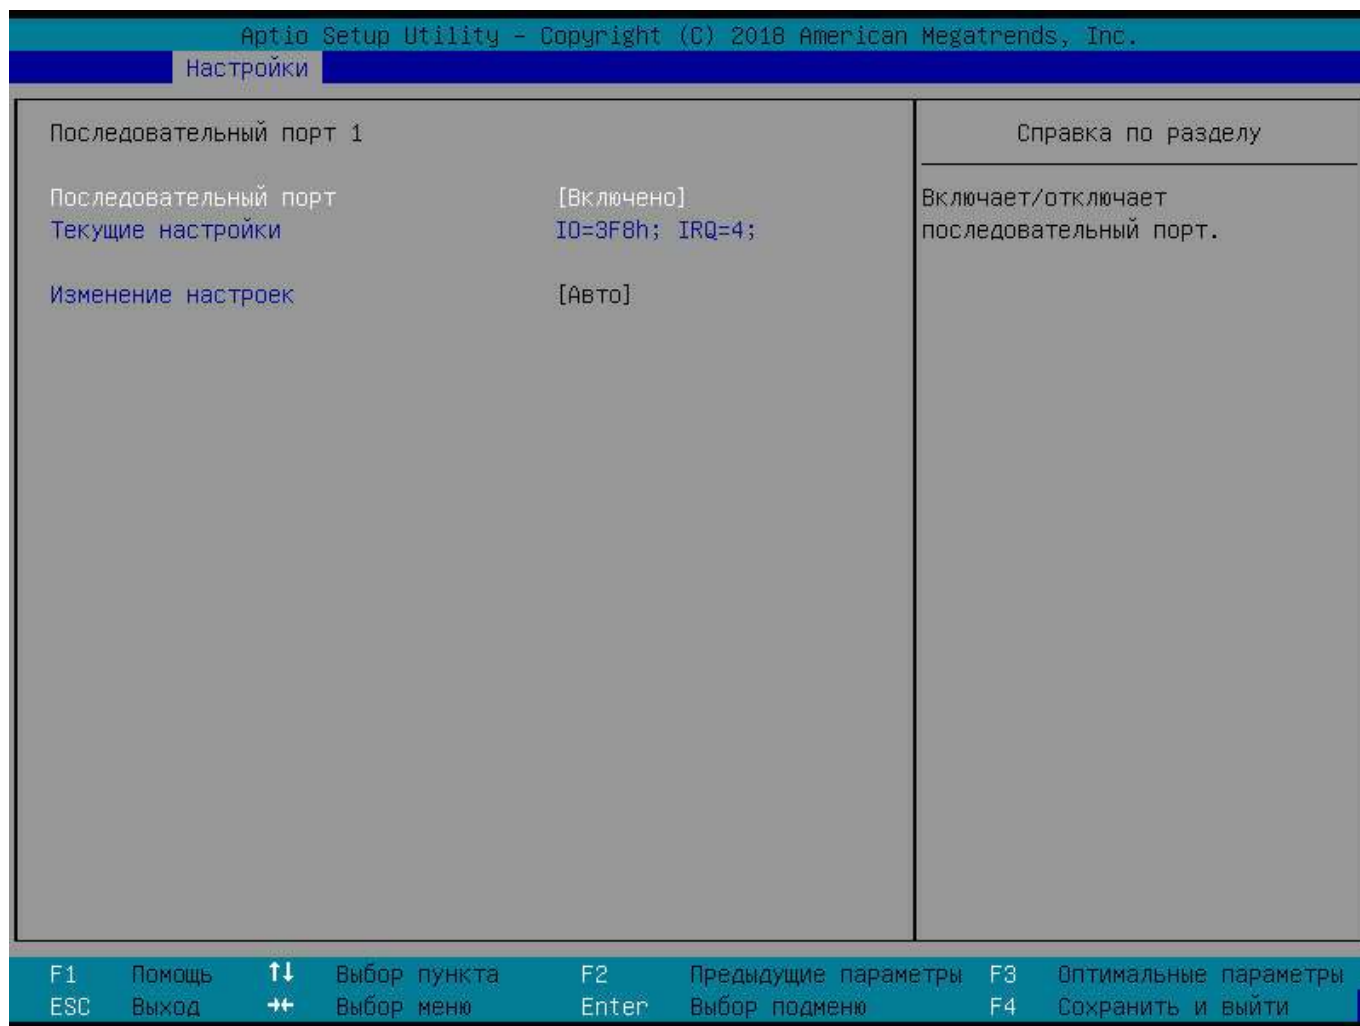 Aptio Setup Utility – Copyright (C) 2018 American Megatrends, Inc.
Настройки
Последовательный порт 1
Последовательный порт [Включено]
Текущие настройки IO=3F8h; IRQ=4;
Изменение настроек [Авто]
Справка по разделу
Включает/отключает
последовательный порт.
F1 Помощь ↑↓ Выбор пункта F2 Предыдущие параметры F3 Оптимальные параметры
ESC Выход →← Выбор меню Enter Выбор подменю F4 Сохранить и выйти